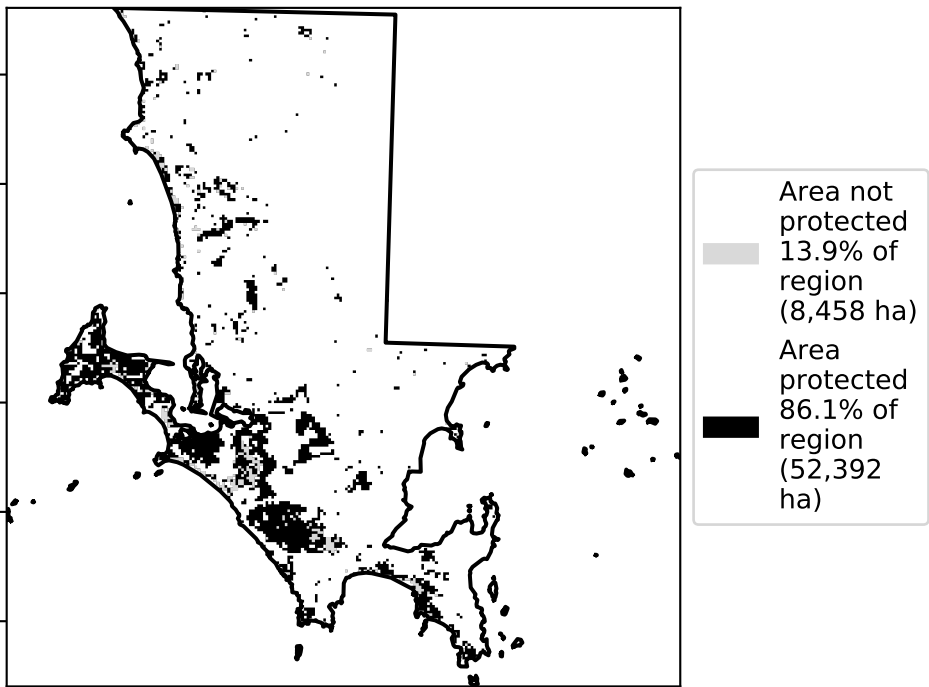 Area not
protected
13.9% of
region
(8,458 ha)
Area
protected
86.1% of
region
(52,392
ha)